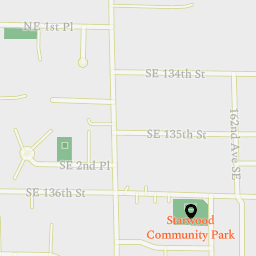 NE 1st Pl
SE 134th St
162nd Ave SE
SE 135th St
SE 2nd Pl
SE 136th St
Starwood
Community Park